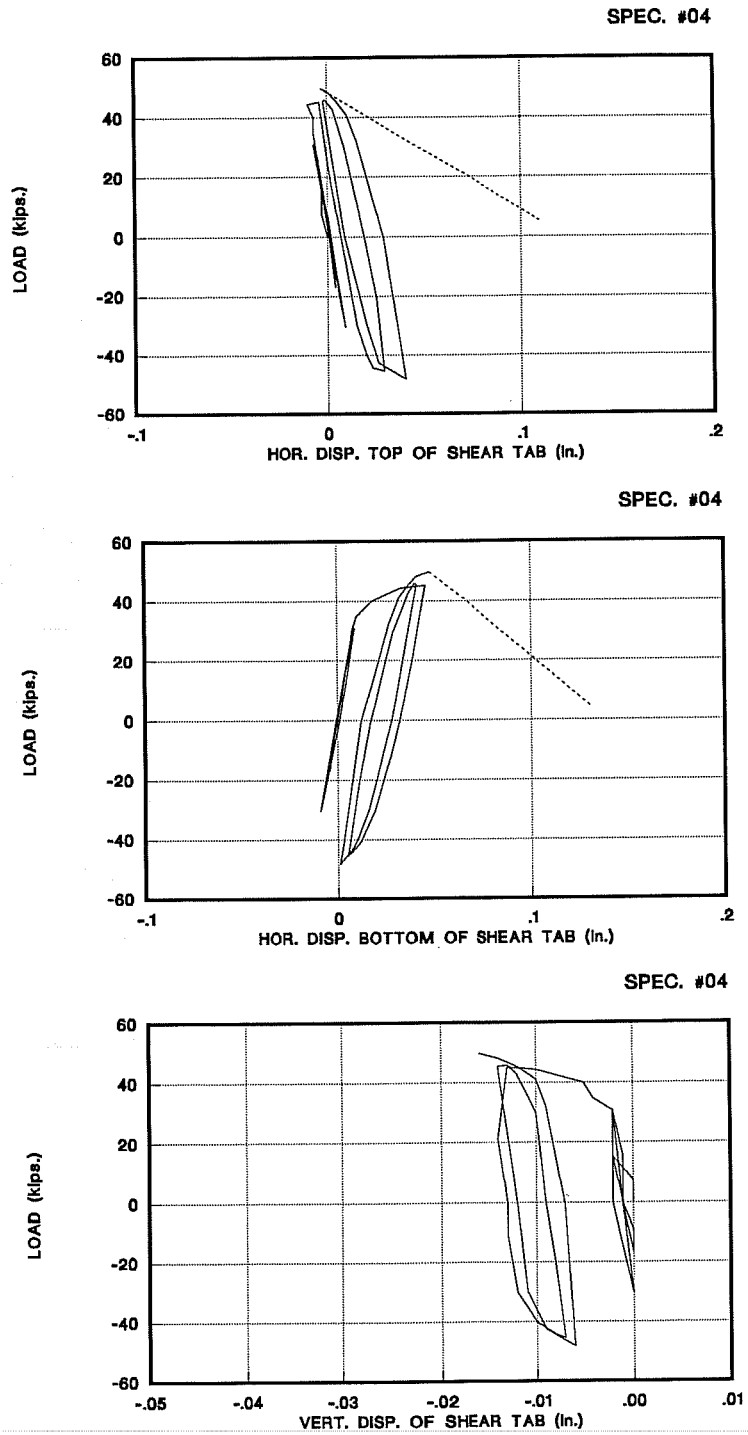 SPEC. #04
60
40
20
0
-20
-40
-60
LOAD (kips.)
-.1 0 .1 .2
HOR. DISP. TOP OF SHEAR TAB (in.)
SPEC. #04
60
40
20
0
-20
-40
-60
LOAD (kips.)
-.1 0 .1 .2
HOR. DISP. BOTTOM OF SHEAR TAB (in.)
SPEC. #04
60
40
20
0
-20
-40
-60
LOAD (kips.)
-.05 -.04 -.03 -.02 -.01 .00 .01
VERT. DISP. OF SHEAR TAB (in.)